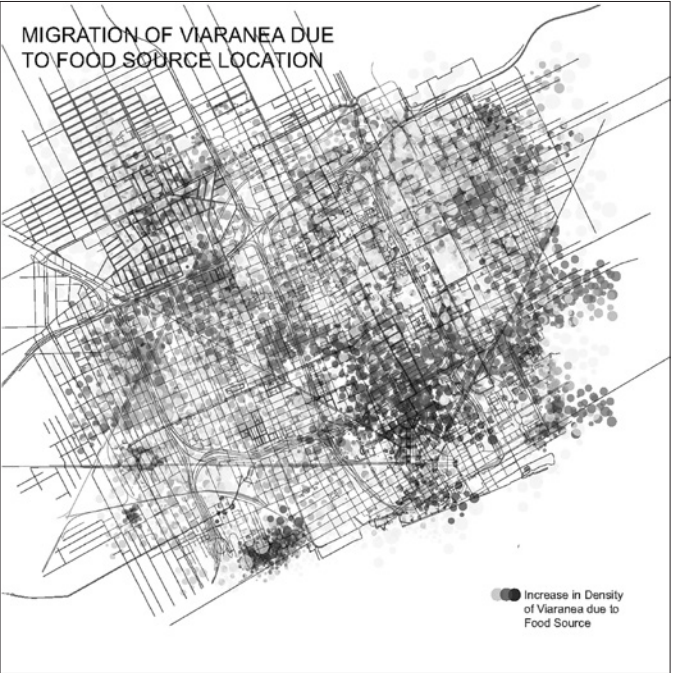 MIGRATION OF VIARANEA DUE
TO FOOD SOURCE LOCATION
Increase in Density
of Viaranea due to
Food Source